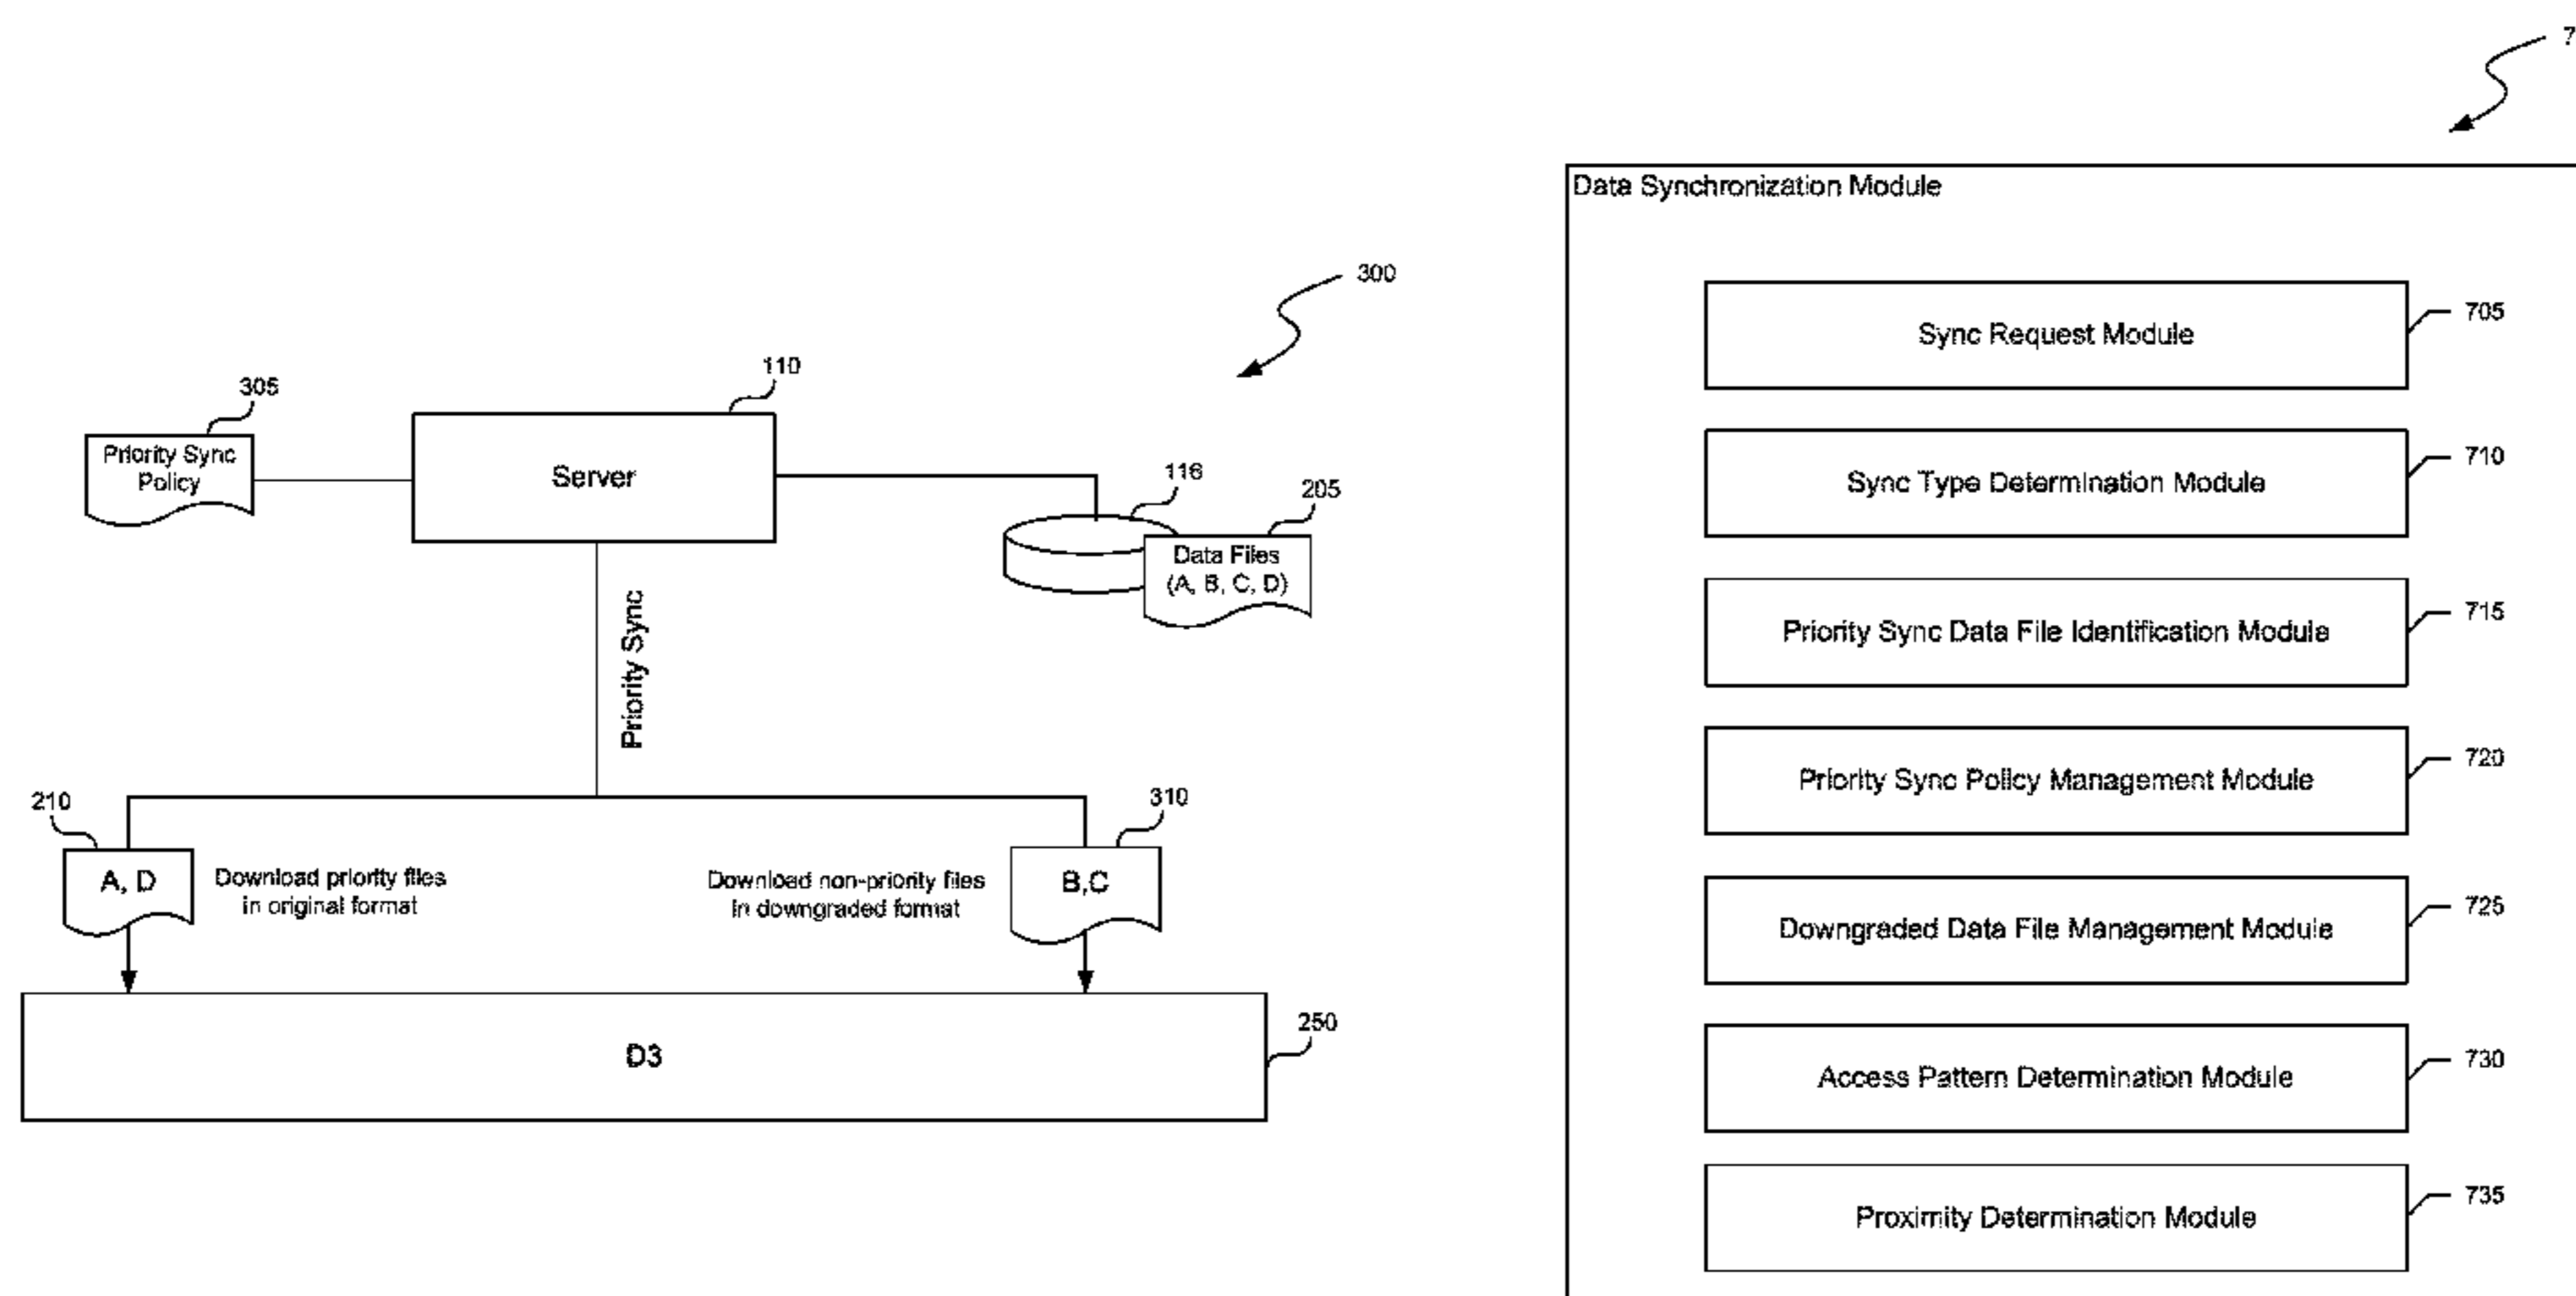 300
305
Priority Sync
Policy
110
Server
116
205
Data Files
(A, B, C, D)
Priority Sync
210
A, D
Download priority files
in original format
Download non-priority files
in downgraded format
310
B,C
D3
250
7
Data Synchronization Module
Sync Request Module
705
Sync Type Determination Module
710
Priority Sync Data File Identification Module
715
Priority Sync Policy Management Module
720
Downgraded Data File Management Module
725
Access Pattern Determination Module
730
Proximity Determination Module
735